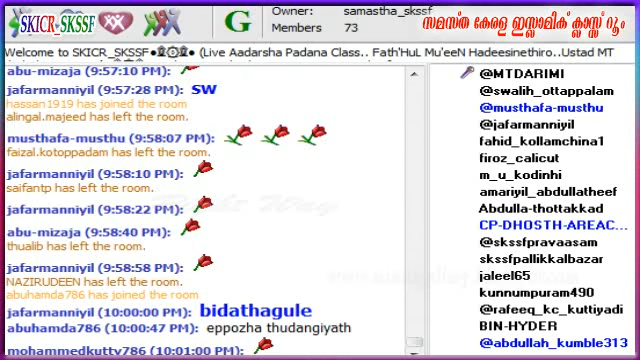 SKICR_SKSSF
G
Owner: samastha_skssf
Members 73
സമസ്ത കേരള ഇസ്ലാമിക് ക്ലാസ്സ് റൂം
Welcome to SKICR_SKSSF (Live Aadarsha Padana Class.. Fath'HuL Mu'eeN Hadeesinethiro..Ustad MT
abu-mizaja (9:57:10 PM):
jafarmanniyil (9:57:28 PM): sw
hassan1919 has joined the room
alingal.majeed has left the room.
musthafa-musthu (9:58:07 PM):
faizal.kotoppadam has left the room.
jafarmanniyil (9:58:10 PM):
saifantp has left the room.
jafarmanniyil (9:58:22 PM):
abu-mizaja (9:58:40 PM):
thualib has left the room.
jafarmanniyil (9:58:58 PM):
NAZIRUDEEN has left the room.
abuhamda786 has joined the room
jafarmanniyil (10:00:00 PM): bidathagule
abuhamda786 (10:00:47 PM): eppozha thudangiyath
mohammedkutty786 (10:01:00 PM):
@MTDARIMI
@swalih_ottappalam
@musthafa-musthu
@jafarmanniyil
fahid_kollamchina1
firoz_calicut
m_u_kodinhi
amariyil_abdullatheef
Abdulla-thottakkad
CP-DHOSTH-AREAC...
@skssfpravaasam
skssfpallikkalbazar
jaleel65
kunnumpuram490
@rafeeq_kc_kuttiyadi
BIN-HYDER
@abdullah_kumble313